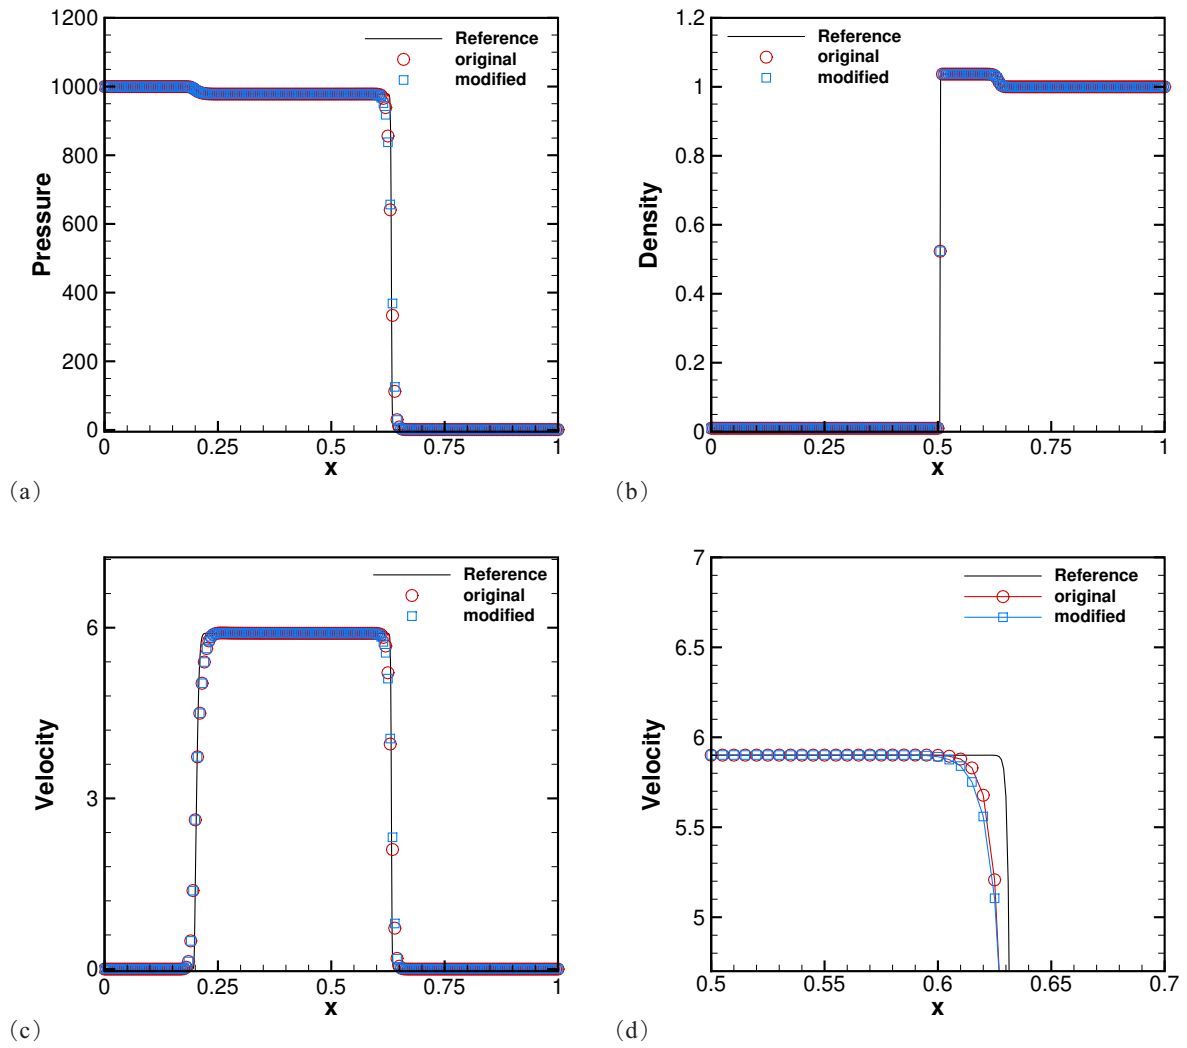 1200
1000
800
600
400
200
0
Pressure
Reference
original
modified
0
0.25
0.5
0.75
1
x
(a)
1.2
1
0.8
0.6
0.4
0.2
0
Density
Reference
original
modified
0
0.25
0.5
0.75
1
x
(b)
6
3
0
Velocity
Reference
original
modified
0
0.25
0.5
0.75
1
x
(c)
7
6.5
6
5.5
5
Velocity
Reference
original
modified
0.5
0.55
0.6
0.65
0.7
x
(d)